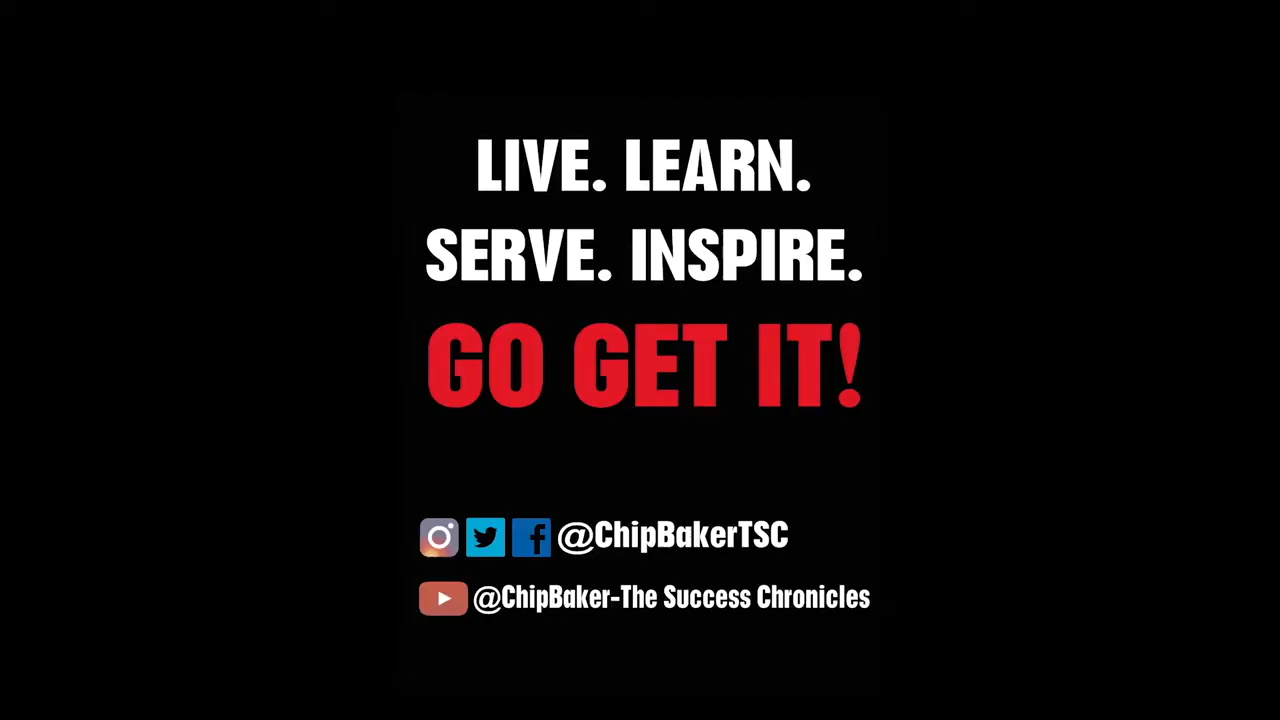 LIVE. LEARN.
SERVE. INSPIRE.
GO GET IT!
@ChipBakerTSC
@ChipBaker-The Success Chronicles